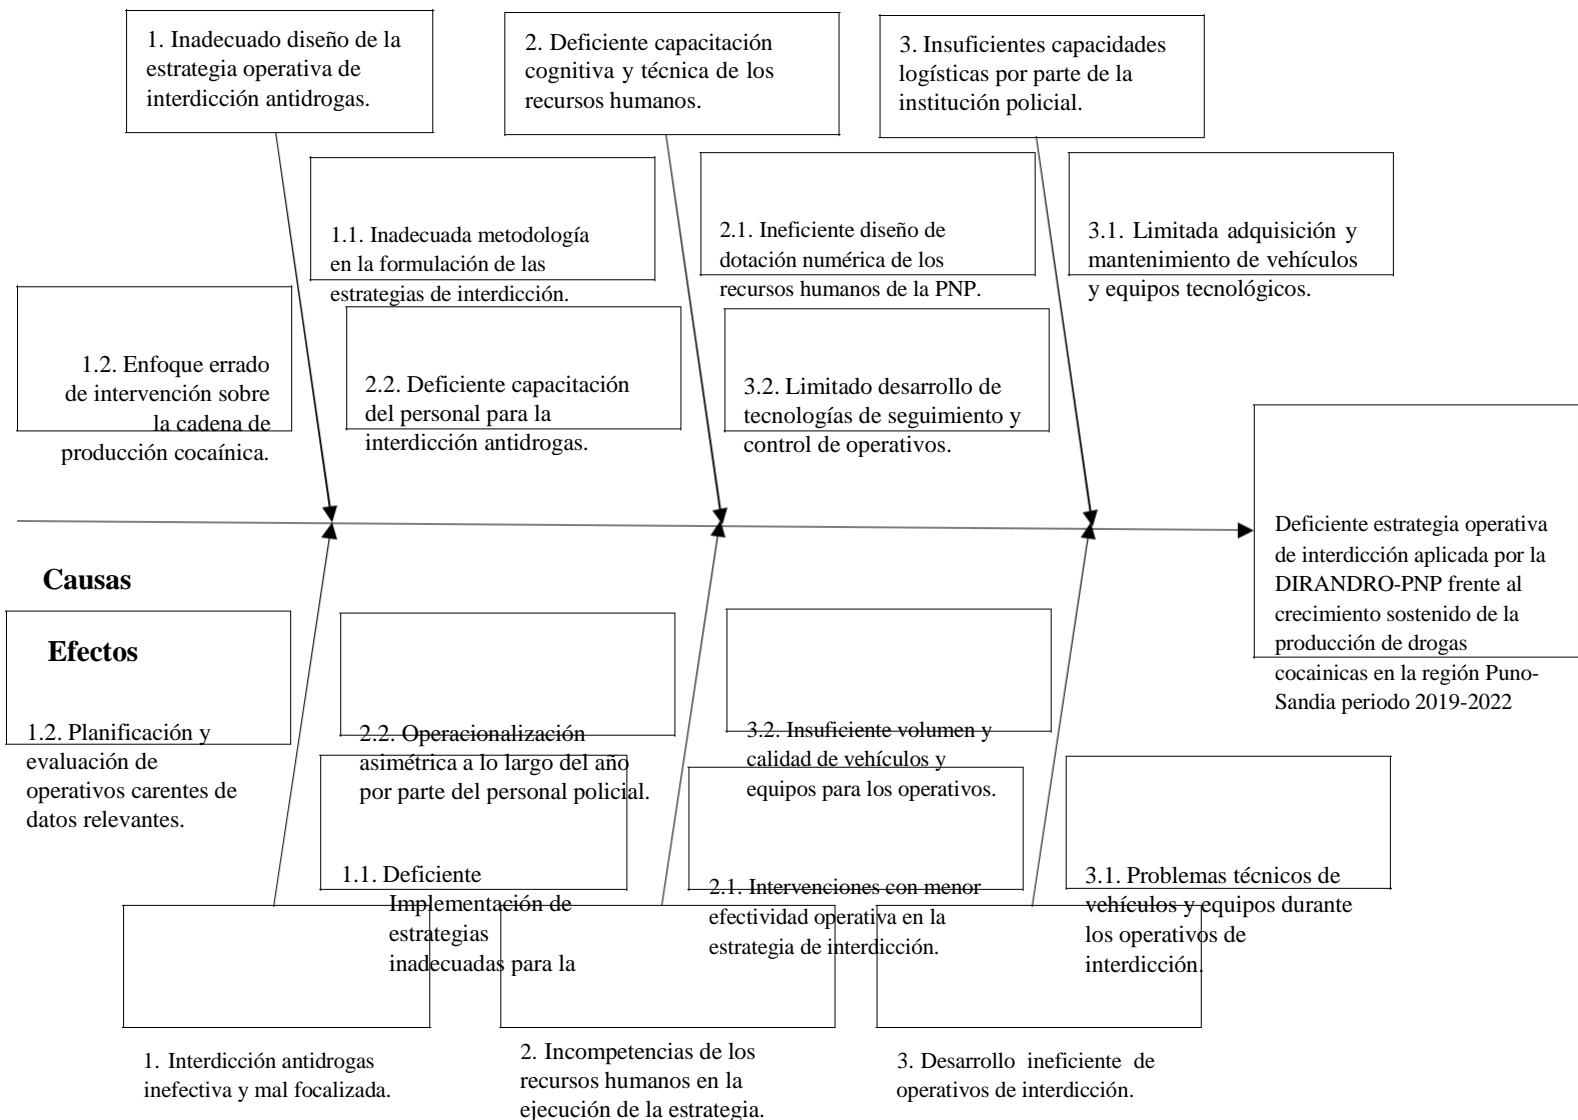 1. Inadecuado diseño de la
estrategia operativa de
interdicción antidrogas.
2. Deficiente capacitación
cognitiva y técnica de los
recursos humanos.
3. Insuficientes capacidades
logísticas por parte de la
institución policial.
1.1. Inadecuada metodología
en la formulación de las
estrategias de interdicción.
2.1. Ineficiente diseño de
dotación numérica de los
recursos humanos de la PNP.
3.1. Limitada adquisición y
mantenimiento de vehículos
y equipos tecnológicos.
1.2. Enfoque errado
de intervención sobre
la cadena de
producción cocaínica.
2.2. Deficiente capacitación
del personal para la
interdicción antidrogas.
3.2. Limitado desarrollo de
tecnologías de seguimiento y
control de operativos.
Deficiente estrategia operativa
de interdicción aplicada por la
DIRANDRO-PNP frente al
crecimiento sostenido de la
producción de drogas
cocainicas en la región Puno-
Sandia periodo 2019-2022
Causas
Efectos
1.2. Planificación y
evaluación de
operativos carentes de
datos relevantes.
2.2. Operacionalización
asimétrica a lo largo del año
por parte del personal policial.
3.2. Insuficiente volumen y
calidad de vehículos y
equipos para los operativos.
1.1. Deficiente
Implementación de
estrategias
inadecuadas para la
2.1. Intervenciones con menor
efectividad operativa en la
estrategia de interdicción.
3.1. Problemas técnicos de
vehículos y equipos durante
los operativos de
interdicción.
1. Interdicción antidrogas
inefectiva y mal focalizada.
2. Incompetencias de los
recursos humanos en la
ejecución de la estrategia.
3. Desarrollo ineficiente de
operativos de interdicción.